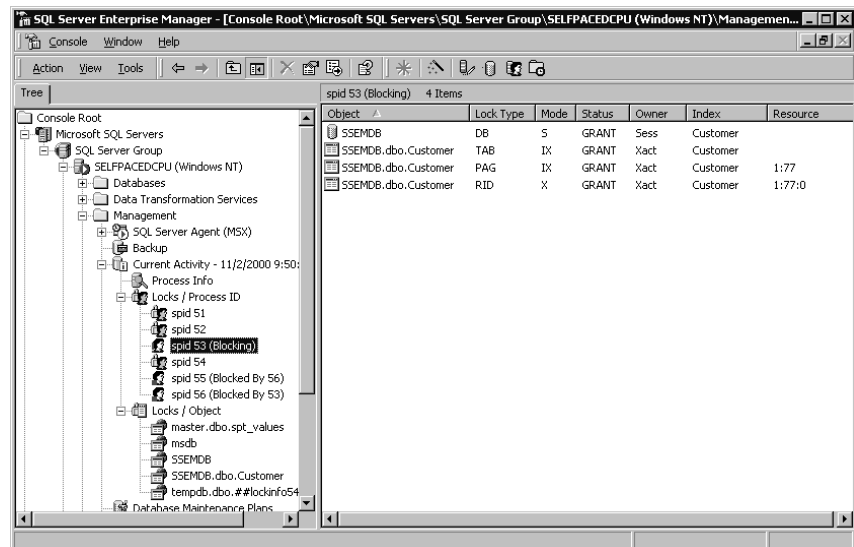 SQL Server Enterprise Manager - [Console Root\Microsoft SQL Servers\SQL Server Group\SELFPACEDCPU (Windows NT)\Managemen...
Console Window Help
Action View Tools
Tree
spid 53 (Blocking) 4 Items
Console Root
Microsoft SQL Servers
SQL Server Group
SELFPACEDCPU (Windows NT)
Databases
Data Transformation Services
Management
SQL Server Agent (MSX)
Backup
Current Activity - 11/2/2000 9:50:
Process Info
Locks / Process ID
spid 51
spid 52
spid 53 (Blocking)
spid 54
spid 55 (Blocked By 56)
spid 56 (Blocked By 53)
Locks / Object
master.dbo.spt_values
msdb
SSEMDB
SSEMDB.dbo.Customer
tempdb.dbo.##lockinfo54
Database Maintenance Plans
Object Lock Type Mode Status Owner Index Resource
SSEMDB DB S GRANT Sess Customer
SSEMDB.dbo.Customer TAB IX GRANT Xact Customer
SSEMDB.dbo.Customer PAG IX GRANT Xact Customer 1:77
SSEMDB.dbo.Customer RID X GRANT Xact Customer 1:77:0